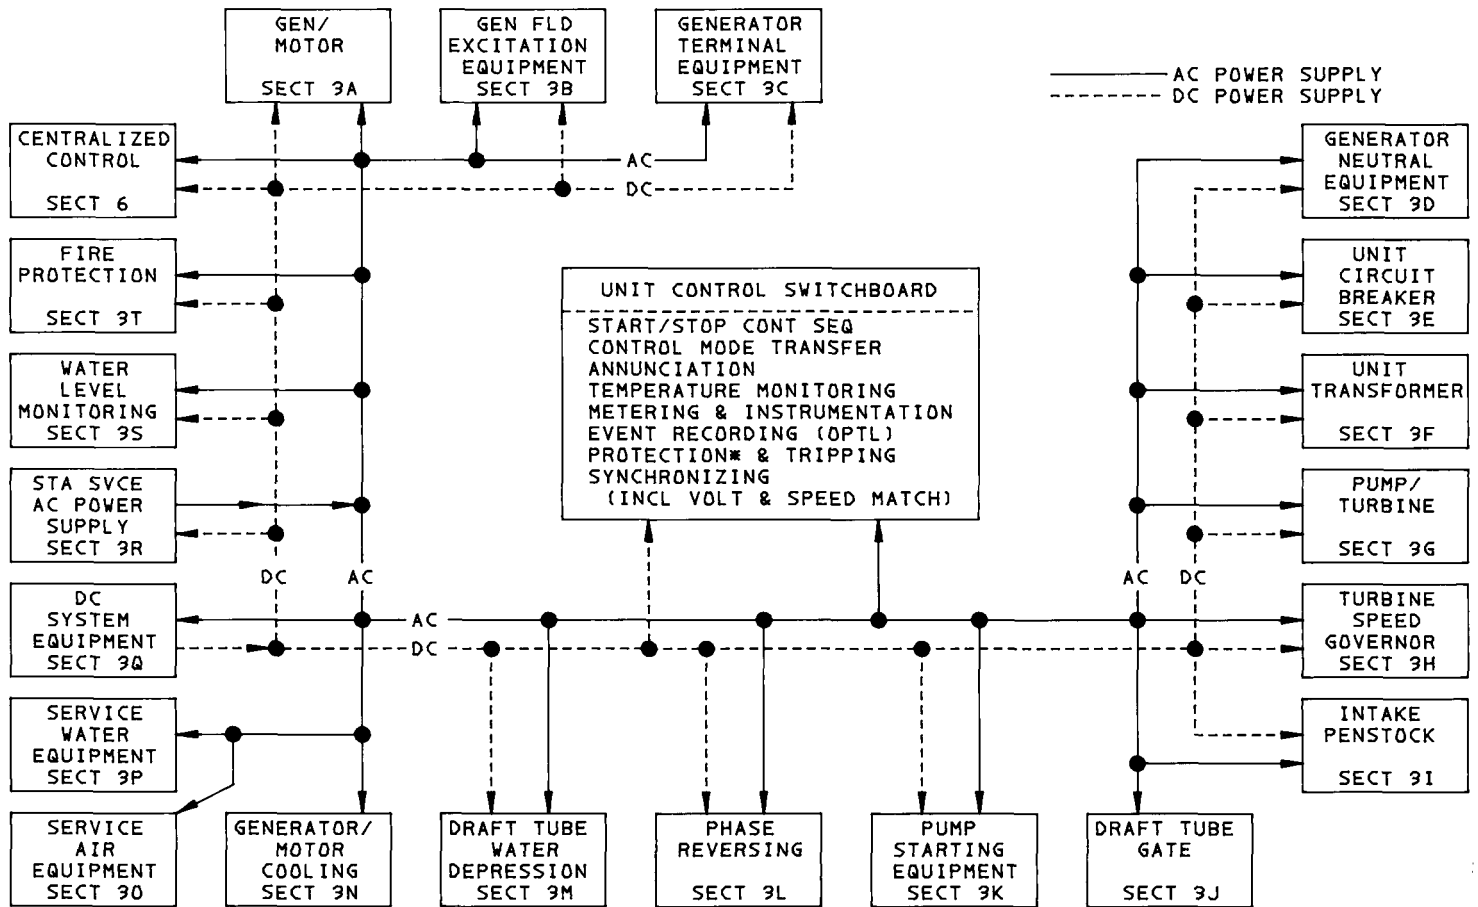 GEN/
MOTOR
SECT 3A
GEN FLD
EXCITATION
EQUIPMENT
SECT 3B
GENERATOR
TERMINAL
EQUIPMENT
SECT 3C
AC POWER SUPPLY
DC POWER SUPPLY
CENTRALIZED
CONTROL
SECT 6
AC
DC
GENERATOR
NEUTRAL
EQUIPMENT
SECT 3D
FIRE
PROTECTION
SECT 3T
UNIT CONTROL SWITCHBOARD
START/STOP CONT SEQ
CONTROL MODE TRANSFER
ANNUNCIATION
TEMPERATURE MONITORING
METERING & INSTRUMENTATION
EVENT RECORDING (OPTL)
PROTECTION* & TRIPPING
SYNCHRONIZING
(INCL VOLT & SPEED MATCH)
UNIT
CIRCUIT
BREAKER
SECT 3E
WATER
LEVEL
MONITORING
SECT 3S
UNIT
TRANSFORMER
SECT 3F
STA SVCE
AC POWER
SUPPLY
SECT 3R
PUMP/
TURBINE
SECT 3G
DC
AC
AC
DC
DC
SYSTEM
EQUIPMENT
SECT 3Q
AC
DC
TURBINE
SPEED
GOVERNOR
SECT 3H
SERVICE
WATER
EQUIPMENT
SECT 3P
INTAKE
PENSTOCK
SECT 3I
SERVICE
AIR
EQUIPMENT
SECT 3O
GENERATOR/
MOTOR
COOLING
SECT 3N
DRAFT TUBE
WATER
DEPRESSION
SECT 3M
PHASE
REVERSING
SECT 3L
PUMP
STARTING
EQUIPMENT
SECT 3K
DRAFT TUBE
GATE
SECT 3J